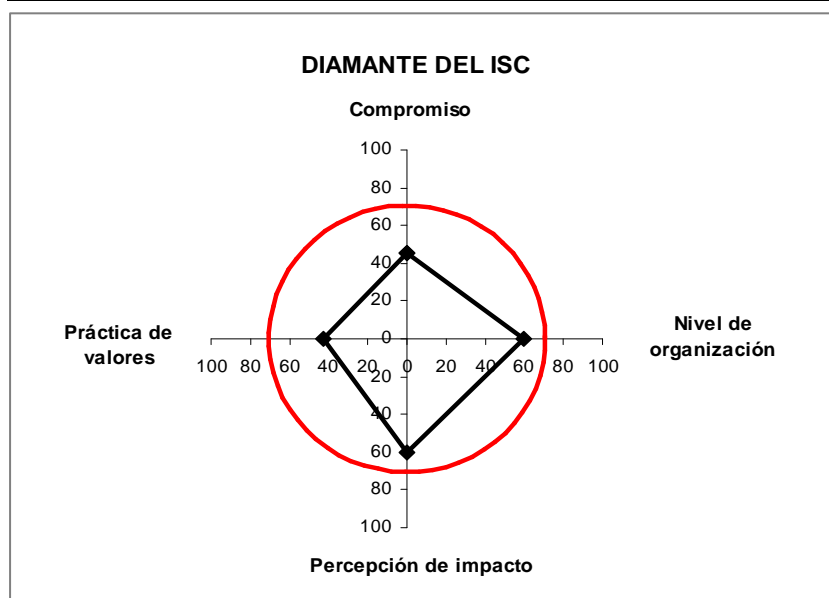 DIAMANTE DEL ISC
Compromiso
100
80
60
40
20
0
Práctica de
valores
Nivel de
organización
100 80 60 40 20 0 20 40 60 80 100
20
40
60
80
100
Percepción de impacto